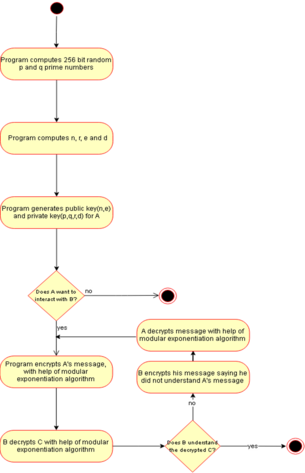 Program computes 256 bit random
p and q prime numbers
Program computes n, r, e and d
Program generates public key(n,e)
and private key(p,q,r,d) for A
Does A want to
interact with B?
no
yes
A decrypts message with help of
modular exponentiation algorithm
Program encrypts A's message,
with help of modular
exponentiation algorithm
B encrypts his message saying he
did not understand A's message
no
B decrypts C with help of modular
exponentiation algorithm
Does B understand
the decrypted C?
yes